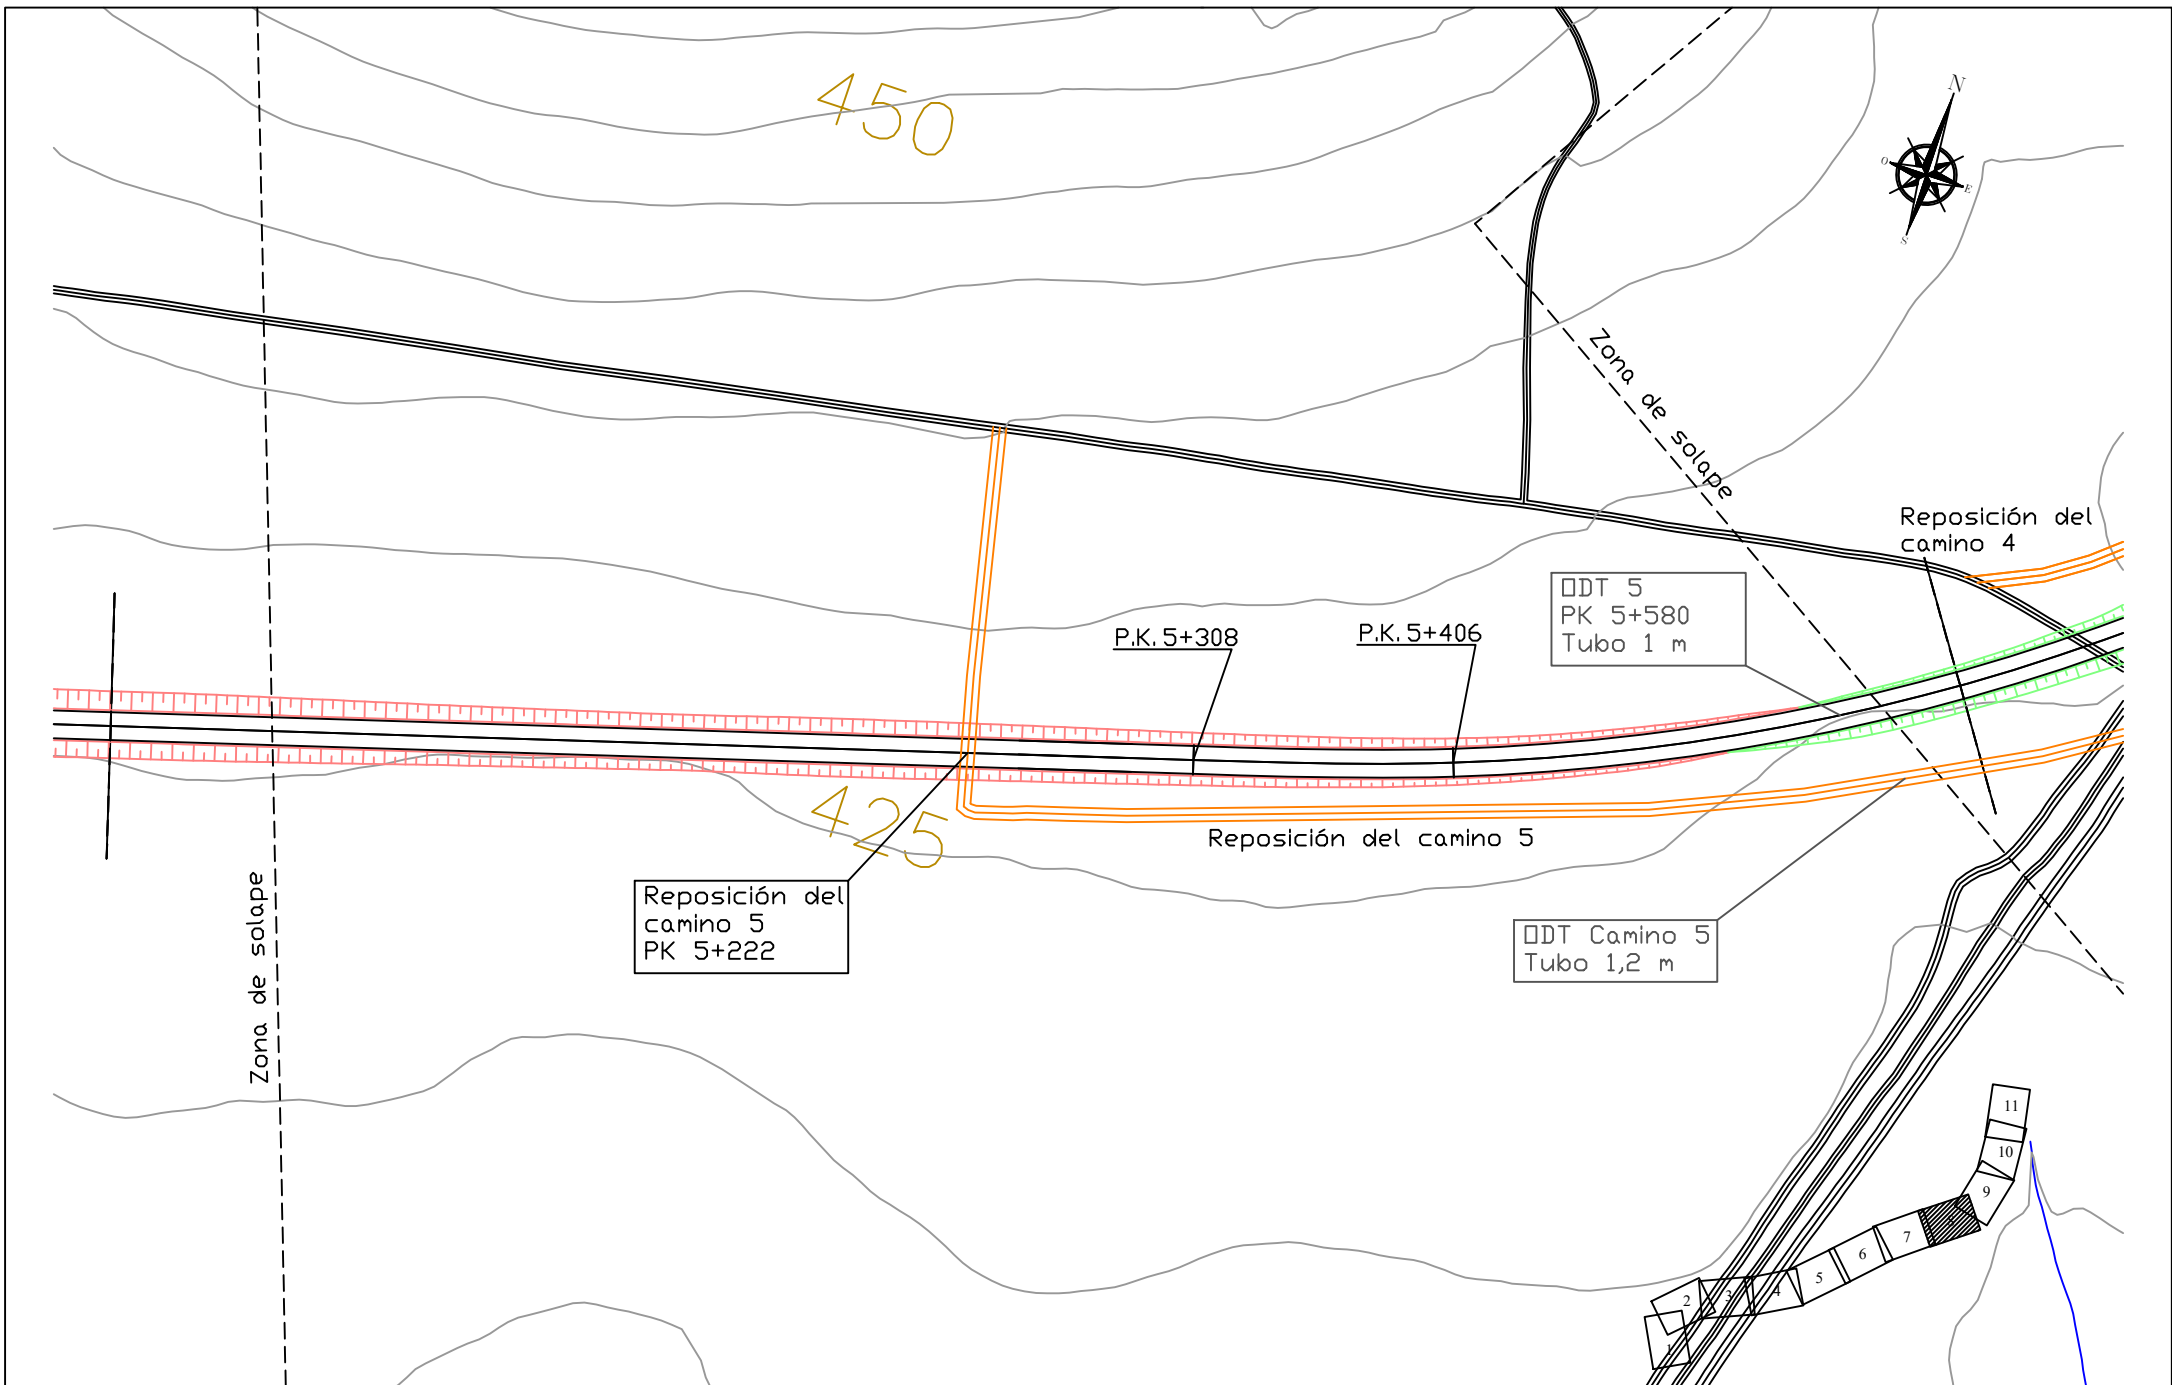 450
N
O
E
S
Zona de solape
Reposición del
camino 4
ODT 5
PK 5+580
Tubo 1 m
P.K. 5+308
P.K. 5+406
425
Reposición del camino 5
Reposición del
camino 5
PK 5+222
ODT Camino 5
Tubo 1,2 m
Zona de solape
11
10
9
8
7
6
5
4
3
2
1